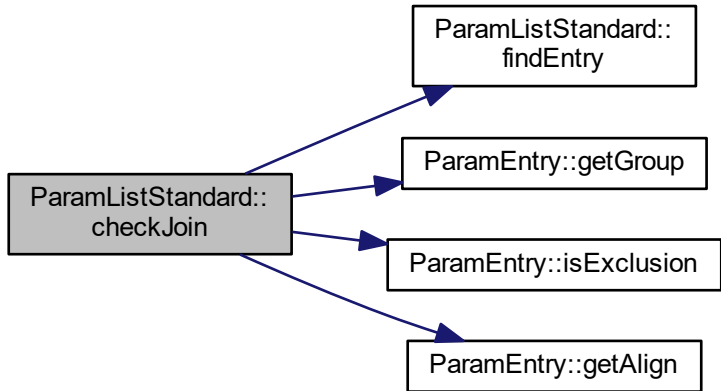 ParamListStandard::
findEntry
ParamEntry::getGroup
ParamListStandard::
checkJoin
ParamEntry::isExclusion
ParamEntry::getAlign